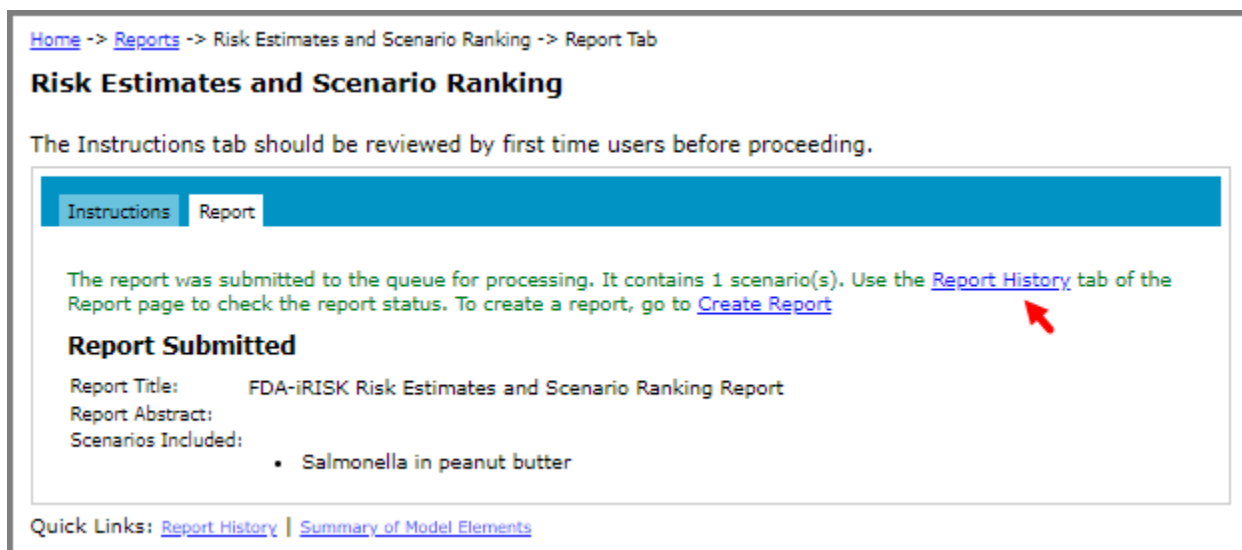 Home -> Reports -> Risk Estimates and Scenario Ranking -> Report Tab
Risk Estimates and Scenario Ranking
The Instructions tab should be reviewed by first time users before proceeding.
Instructions Report
The report was submitted to the queue for processing. It contains 1 scenario(s). Use the Report History tab of the
Report page to check the report status. To create a report, go to Create Report
Report Submitted
Report Title: FDA-iRISK Risk Estimates and Scenario Ranking Report
Report Abstract:
Scenarios Included:
• Salmonella in peanut butter
Quick Links: Report History | Summary of Model Elements